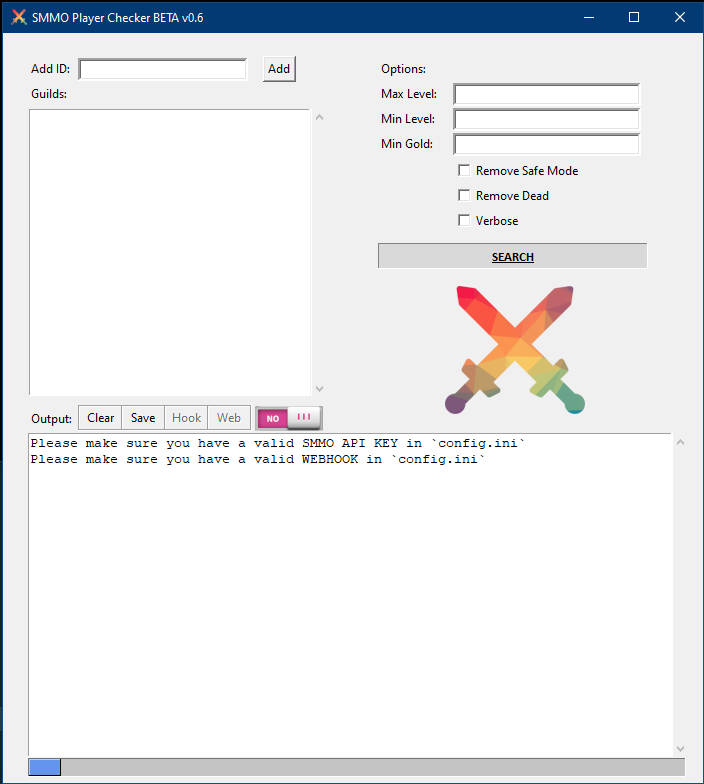 SMMO Player Checker BETA v0.6
Add ID:
Add
Guilds:
Options:
Max Level:
Min Level:
Min Gold:
Remove Safe Mode
Remove Dead
Verbose
SEARCH
Output:
Clear
Save
Hook
Web
NO
Please make sure you have a valid SMMO API KEY in `config.ini`
Please make sure you have a valid WEBHOOK in `config.ini`